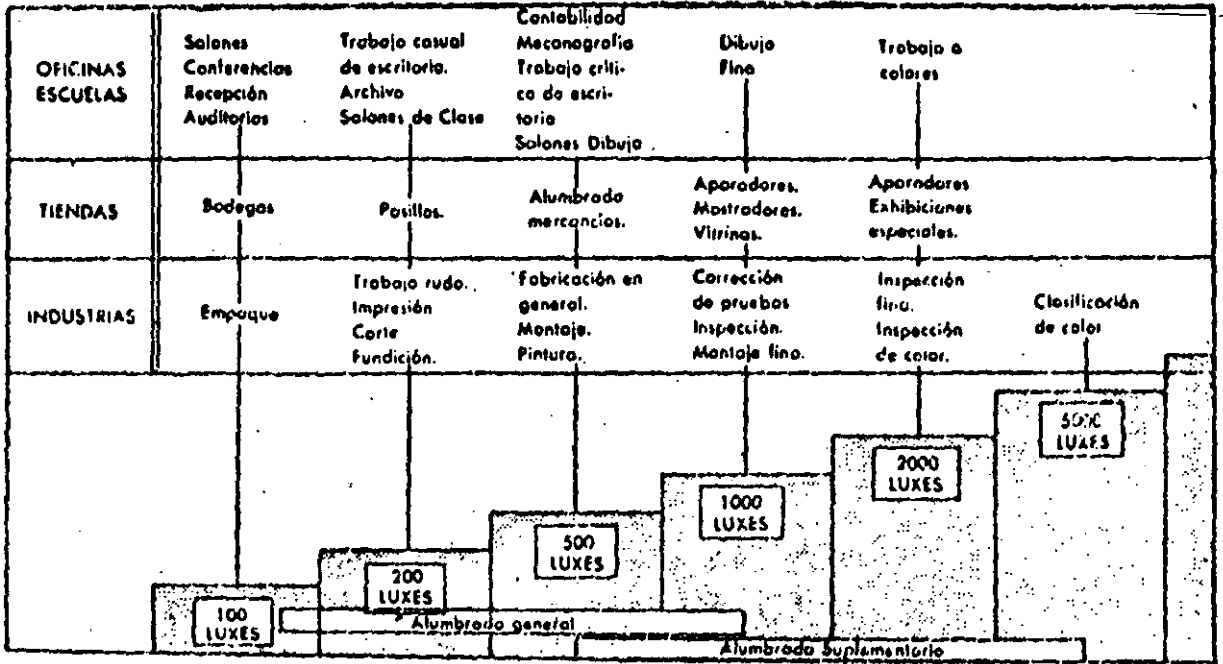 OFICINAS
ESCUELAS
Salones
Conferencias
Recepción
Auditorios
Trabajo casual
de escritorio.
Archivo
Salones de Clase
Contabilidad
Mecanografía
Trabajo críti-
co de escri-
torio
Salones Dibujo.
Dibujo
Fino
Trabajo a
colores
TIENDAS
Bodegas
Pasillos.
Alumbrado
mercancías.
Aparadores.
Mostradores.
Vitrinas.
Aparadores
Exhibiciones
especiales.
INDUSTRIAS
Empaque
Trabajo rudo.
Impresión
Corte
Fundición.
Fabricación en
general.
Montaje.
Pintura.
Corrección
de pruebas
Inspección.
Montaje fino.
Inspección
fina.
Inspección
de color.
Clasificación
de color
100
LUXES
200
LUXES
500
LUXES
1000
LUXES
2000
LUXES
LUXES
Alumbrado general
Alumbrado Suplementario